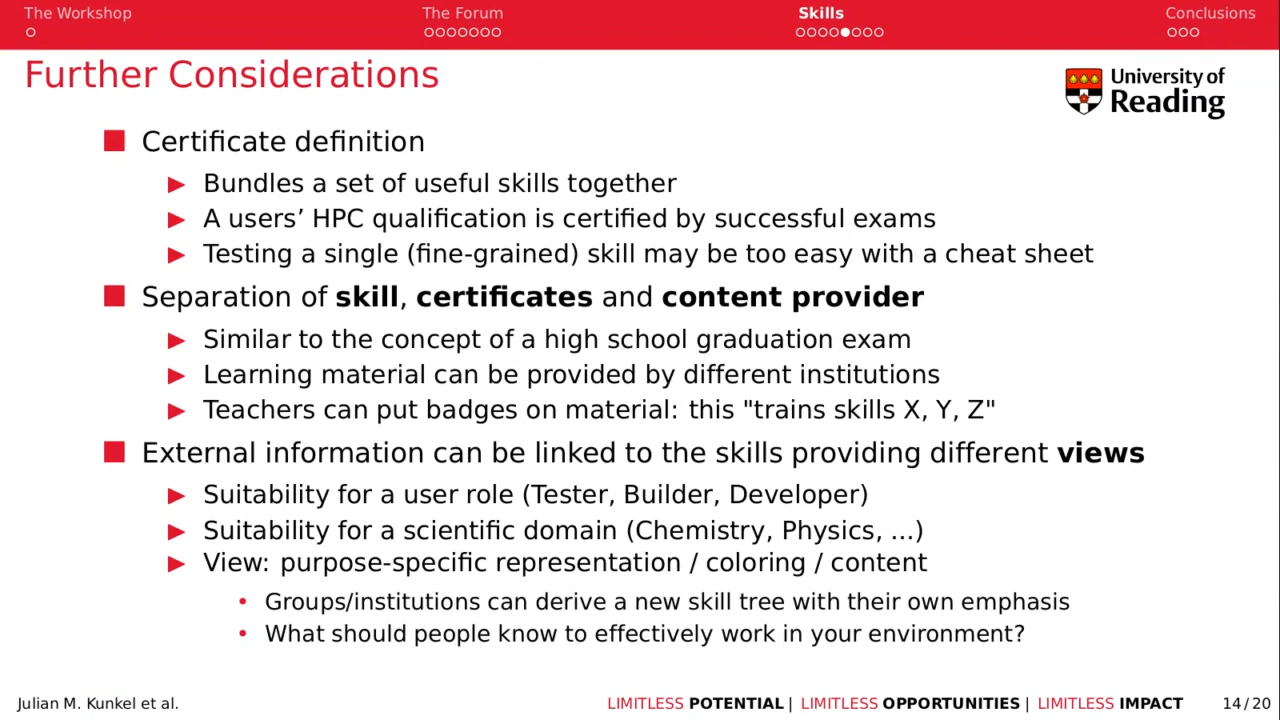 The Workshop
The Forum
Skills
Conclusions
Further Considerations
University of
Reading
Certificate definition
Bundles a set of useful skills together
A users’ HPC qualification is certified by successful exams
Testing a single (fine-grained) skill may be too easy with a cheat sheet
Separation of skill, certificates and content provider
Similar to the concept of a high school graduation exam
Learning material can be provided by different institutions
Teachers can put badges on material: this "trains skills X, Y, Z"
External information can be linked to the skills providing different views
Suitability for a user role (Tester, Builder, Developer)
Suitability for a scientific domain (Chemistry, Physics, ...)
View: purpose-specific representation / coloring / content
Groups/institutions can derive a new skill tree with their own emphasis
What should people know to effectively work in your environment?
Julian M. Kunkel et al.
LIMITLESS POTENTIAL | LIMITLESS OPPORTUNITIES | LIMITLESS IMPACT
14 / 20